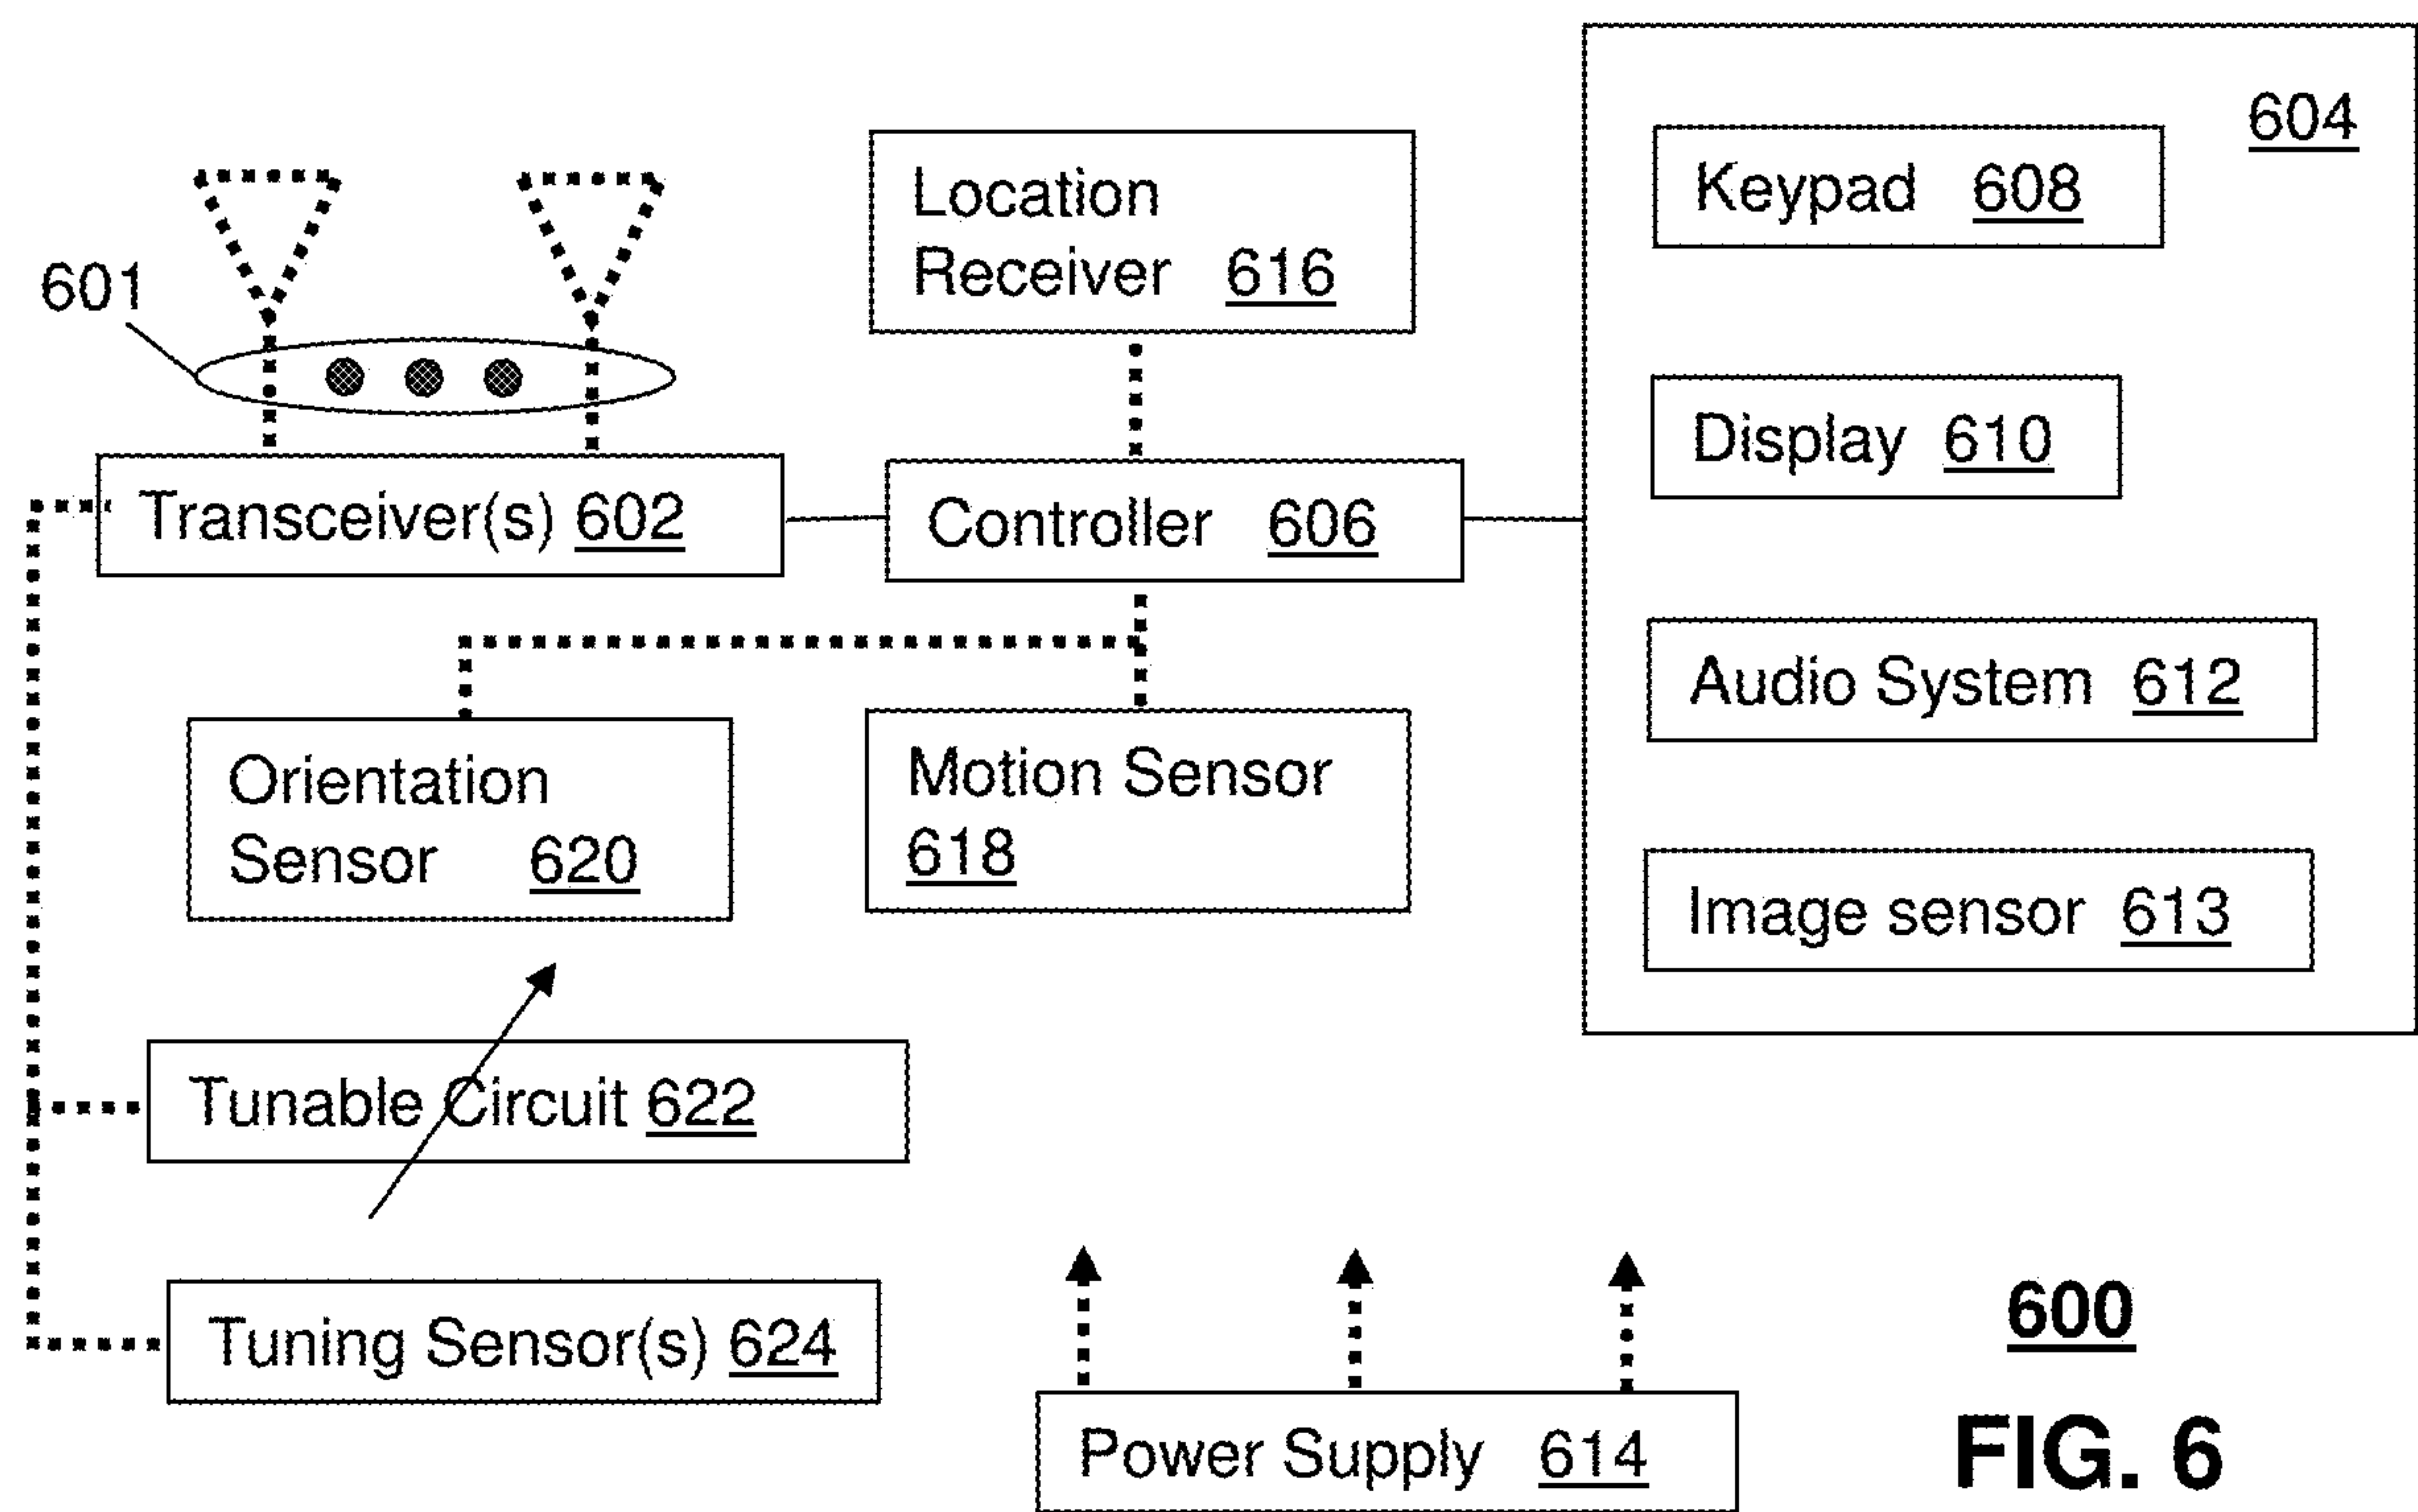 601
Transceiver(s) 602
Location
Receiver 616
Controller 606
604
Keypad 608
Display 610
Audio System 612
Image sensor 613
Orientation
Sensor 620
Motion Sensor
618
Tunable Circuit 622
Tuning Sensor(s) 624
Power Supply 614
600
FIG. 6